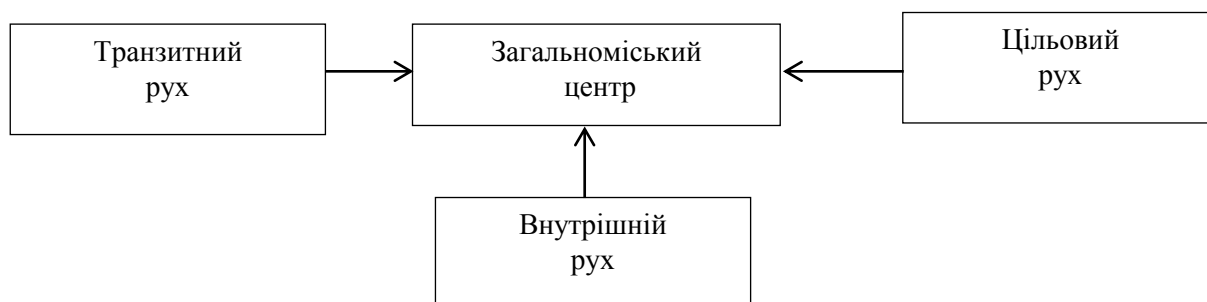 Транзитний
рух
Загальноміський
центр
Цільовий
рух
Внутрішній
рух